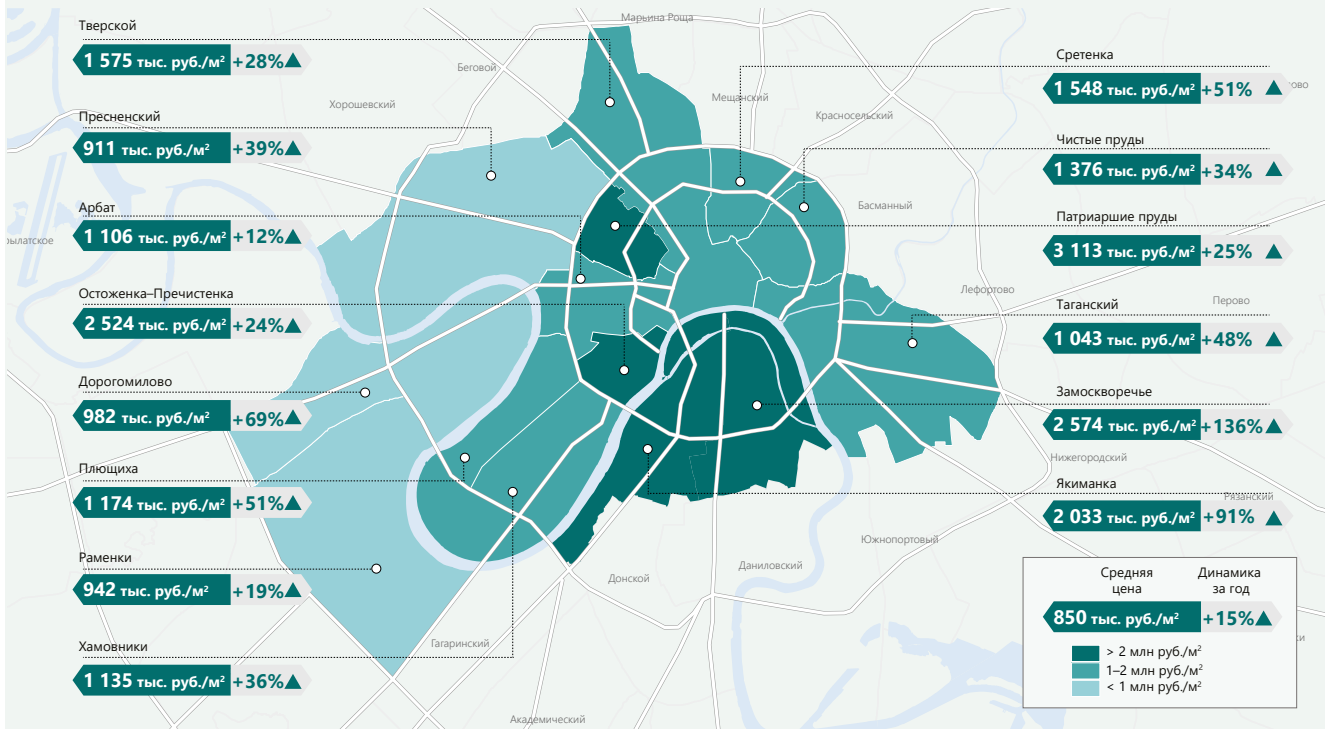 Марьина Роща
Беговой
Хорошевский
Мещанский
Красносельский
Басманный
Лефортово
Перово
Нижегородский
Рязанский
Южнопортовый
Даниловский
Донской
Гагаринский
Академический
рылатское
ово
ки
Тверской
1 575 тыс. руб./м² +28%
Пресненский
911 тыс. руб./м² +39%
Арбат
1 106 тыс. руб./м² +12%
Остоженка–Пречистенка
2 524 тыс. руб./м² +24%
Дорогомилово
982 тыс. руб./м² +69%
Плющиха
1 174 тыс. руб./м² +51%
Раменки
942 тыс. руб./м² +19%
Хамовники
1 135 тыс. руб./м² +36%
Сретенка
1 548 тыс. руб./м² +51%
Чистые пруды
1 376 тыс. руб./м² +34%
Патриаршие пруды
3 113 тыс. руб./м² +25%
Таганский
1 043 тыс. руб./м² +48%
Замоскворечье
2 574 тыс. руб./м² +136%
Якиманка
2 033 тыс. руб./м² +91%
Средняя
цена
Динамика
за год
850 тыс. руб./м² +15%
> 2 млн руб./м²
1–2 млн руб./м²
< 1 млн руб./м²